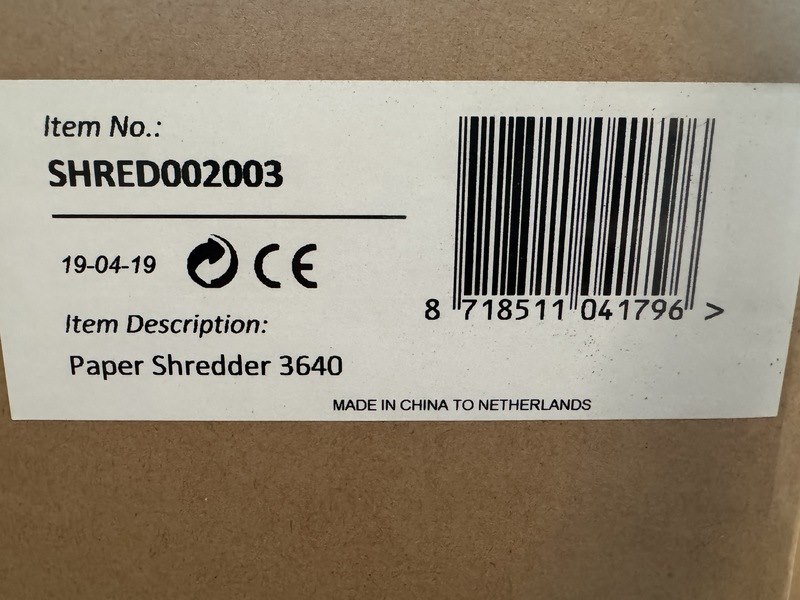 Item No.:
SHRED002003
19-04-19 CE
Item Description:
Paper Shredder 3640
MADE IN CHINA TO NETHERLANDS
8 718511 041796 >